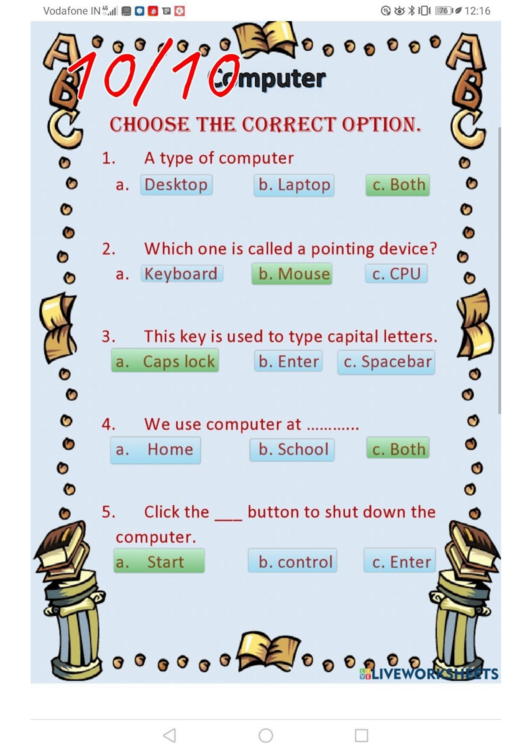 Vodafone IN 12:16
A A
B B
C C
10/10
Computer
CHOOSE THE CORRECT OPTION.
1. A type of computer
a. Desktop b. Laptop c. Both
2. Which one is called a pointing device?
a. Keyboard b. Mouse c. CPU
3. This key is used to type capital letters.
a. Caps lock b. Enter c. Spacebar
4. We use computer at ...........
a. Home b. School c. Both
5. Click the ___ button to shut down the
computer.
a. Start b. control c. Enter
LIVEWORKSHEETS